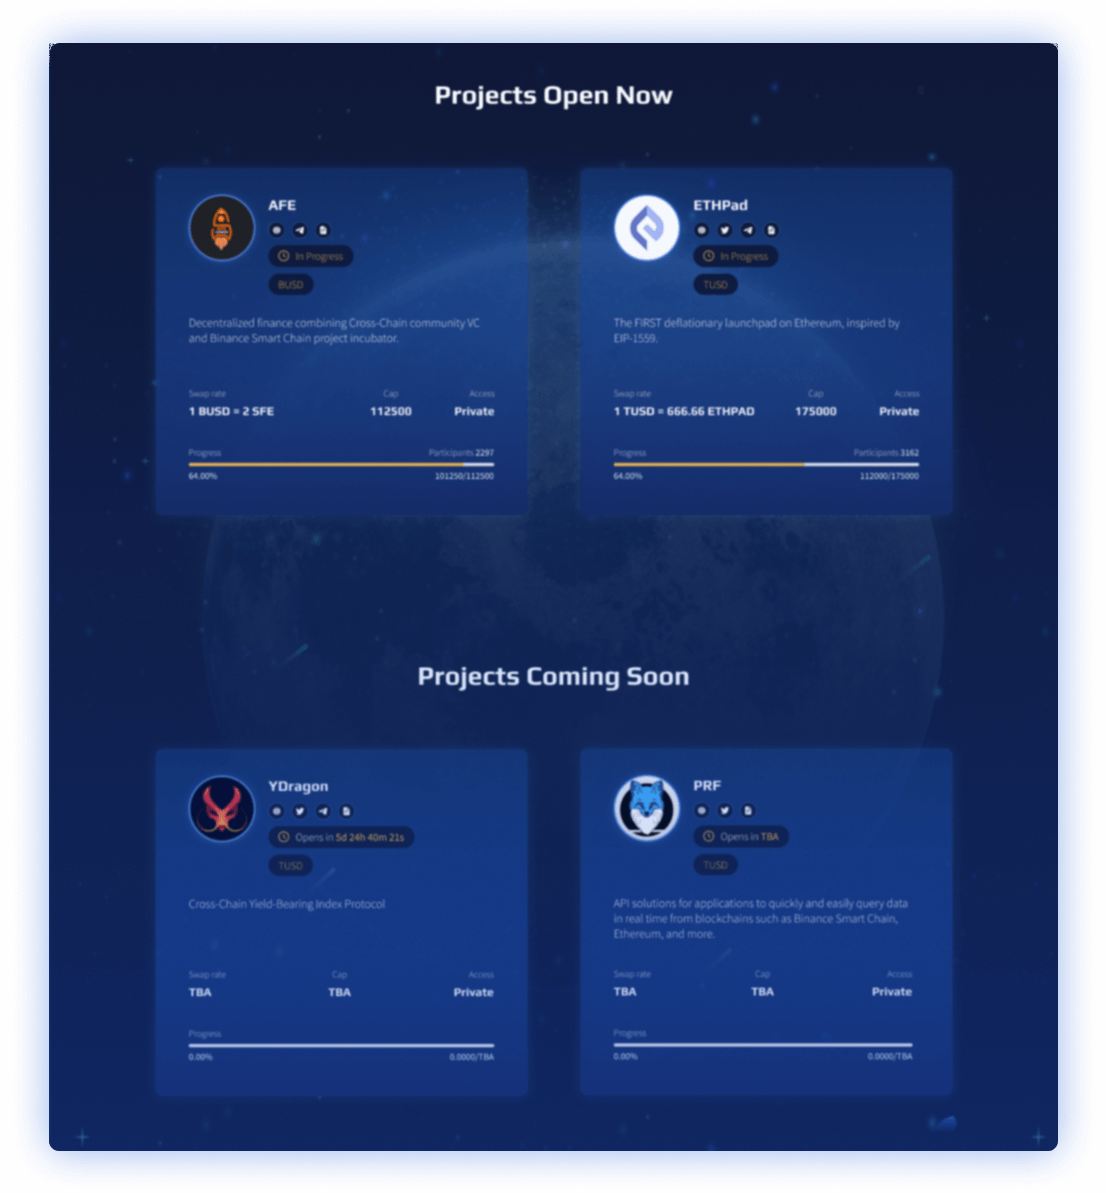 Projects Open Now
AFE
In Progress
BUSD
Decentralized finance combining Cross-Chain community VC
and Binance Smart Chain project incubator.
Swap rate Cap Access
1 BUSD = 2 SFE 112500 Private
Progress Participants 2297
64.00% 101250/112500
ETHPad
In Progress
TUSD
The FIRST deflationary launchpad on Ethereum, inspired by
EIP-1559.
Swap rate Cap Access
1 TUSD = 666.66 ETHPAD 175000 Private
Progress Participants 3162
64.00% 112000/175000
Projects Coming Soon
YDragon
Opens in 5d 24h 40m 21s
TUSD
Cross-Chain Yield-Bearing Index Protocol
Swap rate Cap Access
TBA TBA Private
Progress
0.00% 0.0000/TBA
PRF
Opens in TBA
TUSD
API solutions for applications to quickly and easily query data
in real time from blockchains such as Binance Smart Chain,
Ethereum, and more.
Swap rate Cap Access
TBA TBA Private
Progress
0.00% 0.0000/TBA